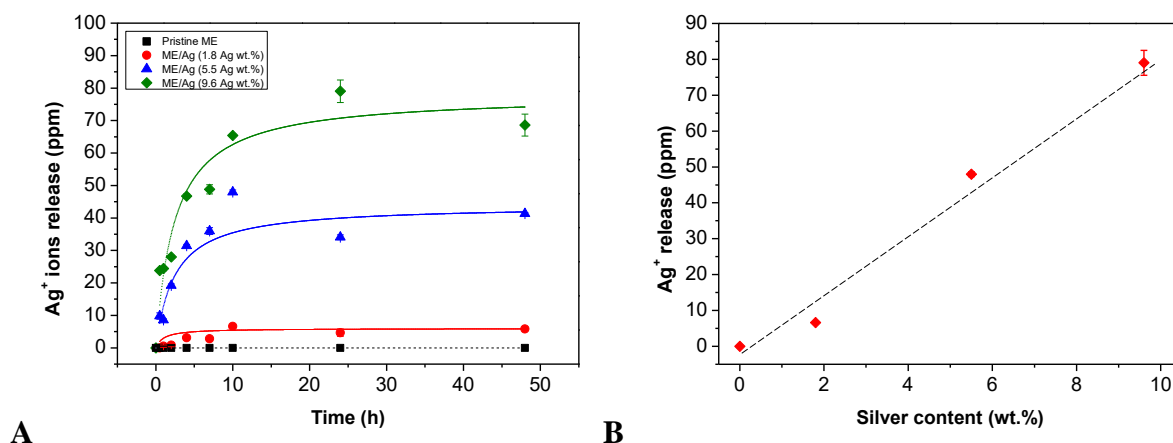 100
90
80
70
60
50
40
30
20
10
0
Ag⁺ ions release (ppm)
Pristine ME
ME/Ag (1.8 Ag wt.%)
ME/Ag (5.5 Ag wt.%)
ME/Ag (9.6 Ag wt.%)
0 10 20 30 40 50
Time (h)
A
90
80
70
60
50
40
30
20
10
0
Ag⁺ release (ppm)
0 2 4 6 8 10
Silver content (wt.%)
B